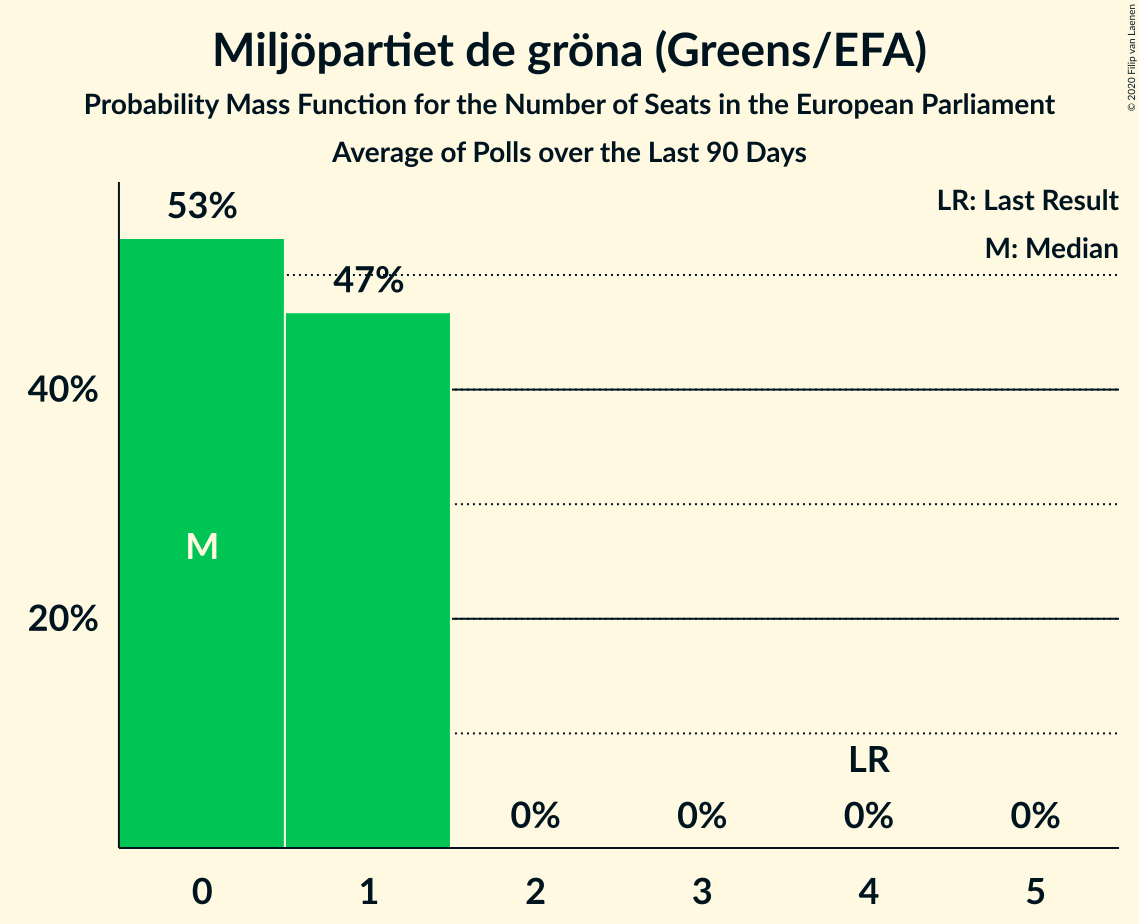 Miljöpartiet de gröna (Greens/EFA)
Probability Mass Function for the Number of Seats in the European Parliament
Average of Polls over the Last 90 Days
© 2020 Filip van Laenen
LR: Last Result
M: Median
53%
47%
40%
M
20%
LR
0%
0%
0%
0%
0
1
2
3
4
5